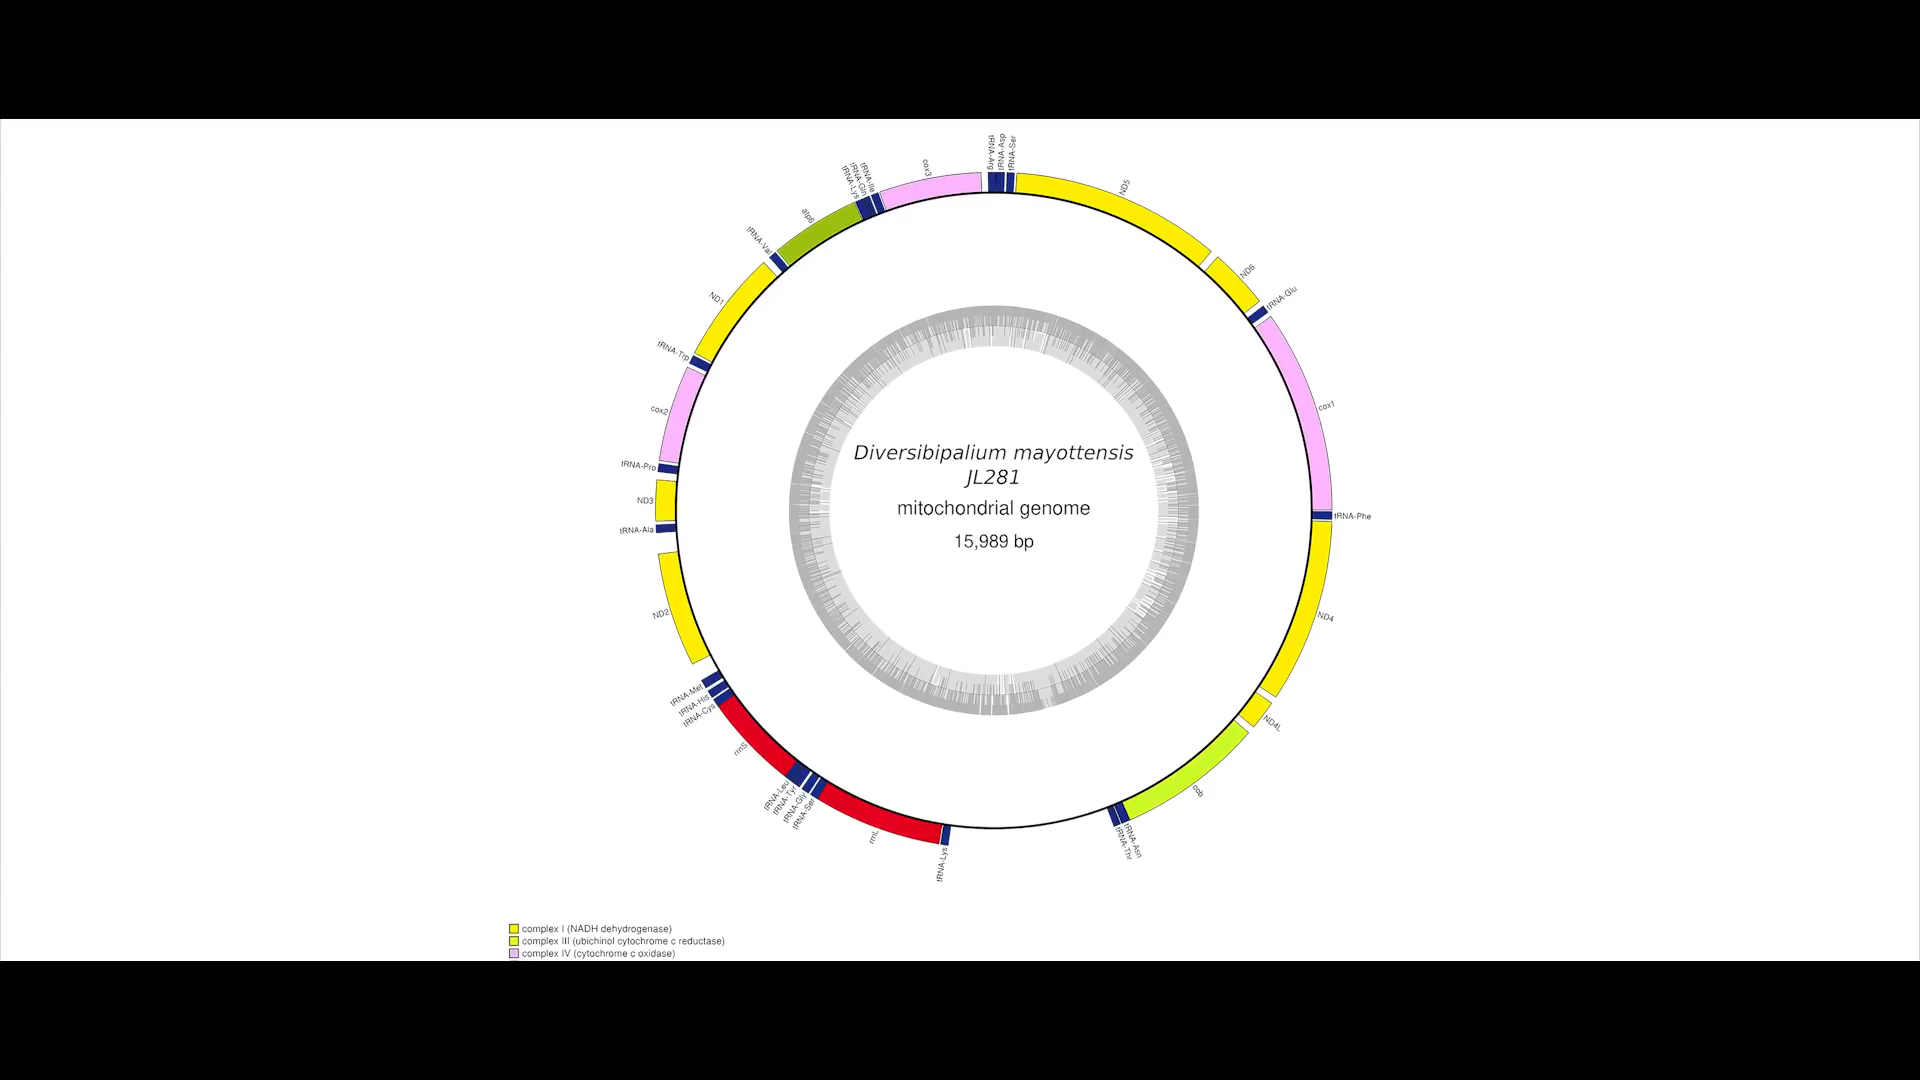 tRNA-Arg
tRNA-Asp
tRNA-Ser
ND5
ND6
tRNA-Glu
cox1
tRNA-Phe
ND4
ND4L
cob
tRNA-Asn
tRNA-Thr
tRNA-Lys
rrnL
tRNA-Ser
tRNA-Gly
tRNA-Tyr
tRNA-Leu
rrnS
tRNA-Cys
tRNA-His
tRNA-Met
ND2
tRNA-Ala
ND3
tRNA-Pro
cox2
tRNA-Trp
ND1
tRNA-Val
atp6
tRNA-Lys
tRNA-Gln
tRNA-Ile
cox3
Diversibipalium mayottensis
JL281
mitochondrial genome
15,989 bp
complex I (NADH dehydrogenase)
complex III (ubichinol cytochrome c reductase)
complex IV (cytochrome c oxidase)